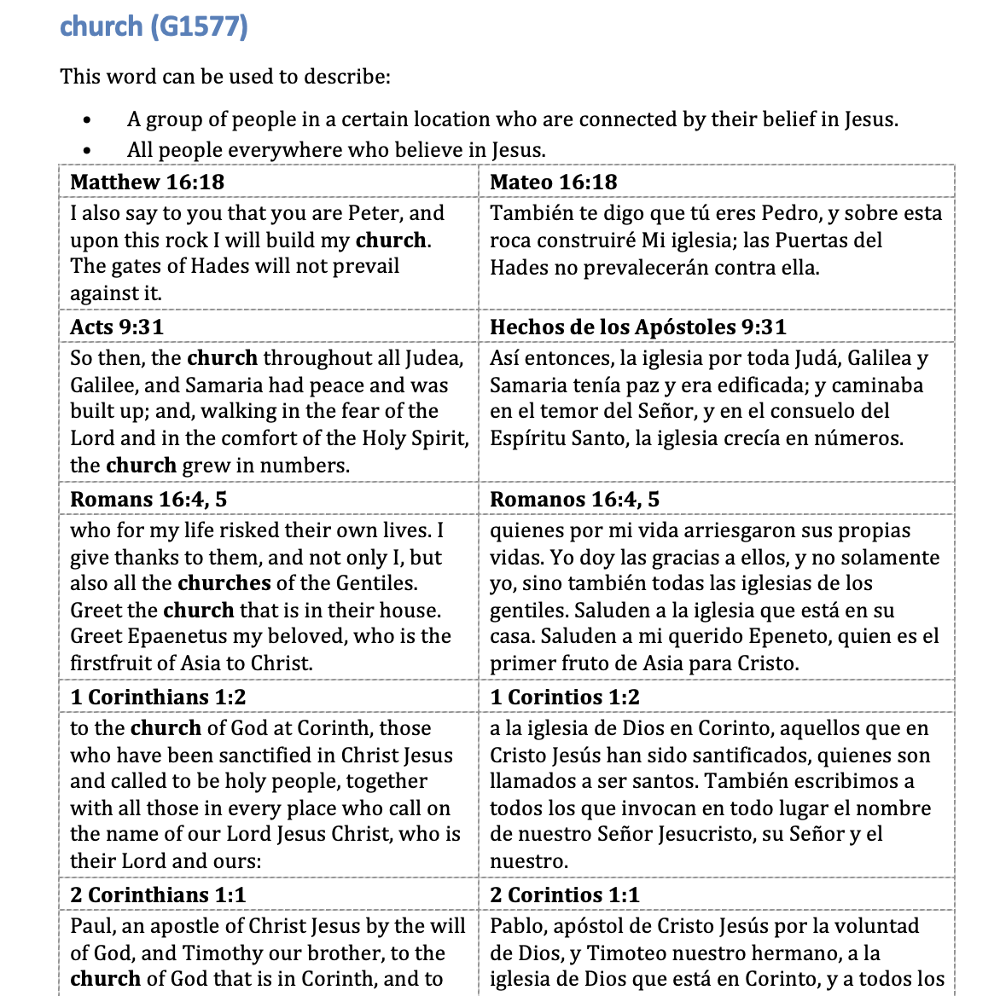 church (G1577)
This word can be used to describe:
• A group of people in a certain location who are connected by their belief in Jesus.
• All people everywhere who believe in Jesus.
Matthew 16:18
Mateo 16:18
I also say to you that you are Peter, and
upon this rock I will build my church.
The gates of Hades will not prevail
against it.
También te digo que tú eres Pedro, y sobre esta
roca construiré Mi iglesia; las Puertas del
Hades no prevalecerán contra ella.
Acts 9:31
Hechos de los Apóstoles 9:31
So then, the church throughout all Judea,
Galilee, and Samaria had peace and was
built up; and, walking in the fear of the
Lord and in the comfort of the Holy Spirit,
the church grew in numbers.
Así entonces, la iglesia por toda Judá, Galilea y
Samaria tenía paz y era edificada; y caminaba
en el temor del Señor, y en el consuelo del
Espíritu Santo, la iglesia crecía en números.
Romans 16:4, 5
Romanos 16:4, 5
who for my life risked their own lives. I
give thanks to them, and not only I, but
also all the churches of the Gentiles.
Greet the church that is in their house.
Greet Epaenetus my beloved, who is the
firstfruit of Asia to Christ.
quienes por mi vida arriesgaron sus propias
vidas. Yo doy las gracias a ellos, y no solamente
yo, sino también todas las iglesias de los
gentiles. Saluden a la iglesia que está en su
casa. Saluden a mi querido Epeneto, quien es el
primer fruto de Asia para Cristo.
1 Corinthians 1:2
1 Corintios 1:2
to the church of God at Corinth, those
who have been sanctified in Christ Jesus
and called to be holy people, together
with all those in every place who call on
the name of our Lord Jesus Christ, who is
their Lord and ours:
a la iglesia de Dios en Corinto, aquellos que en
Cristo Jesús han sido santificados, quienes son
llamados a ser santos. También escribimos a
todos los que invocan en todo lugar el nombre
de nuestro Señor Jesucristo, su Señor y el
nuestro.
2 Corinthians 1:1
2 Corintios 1:1
Paul, an apostle of Christ Jesus by the will
of God, and Timothy our brother, to the
church of God that is in Corinth, and to
Pablo, apóstol de Cristo Jesús por la voluntad
de Dios, y Timoteo nuestro hermano, a la
iglesia de Dios que está en Corinto, y a todos los